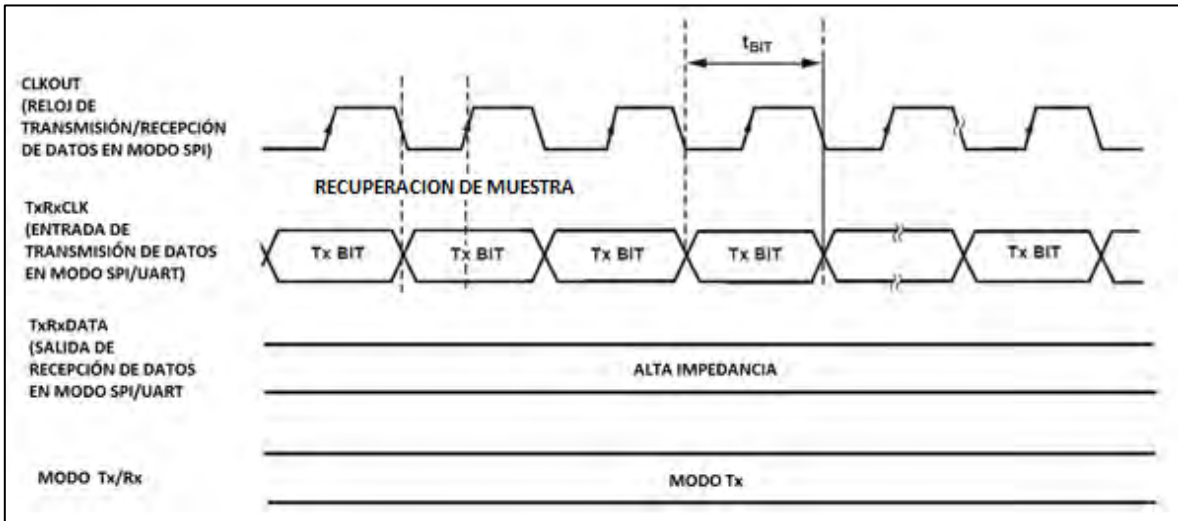 tBIT
CLKOUT
(RELOJ DE
TRANSMISIÓN/RECEPCIÓN
DE DATOS EN MODO SPI)
RECUPERACION DE MUESTRA
TxRxCLK
(ENTRADA DE
TRANSMISIÓN DE DATOS
EN MODO SPI/UART)
Tx BIT
Tx BIT
Tx BIT
Tx BIT
Tx BIT
TxRxDATA
(SALIDA DE
RECEPCIÓN DE DATOS
EN MODO SPI/UART
ALTA IMPEDANCIA
MODO Tx/Rx
MODO Tx